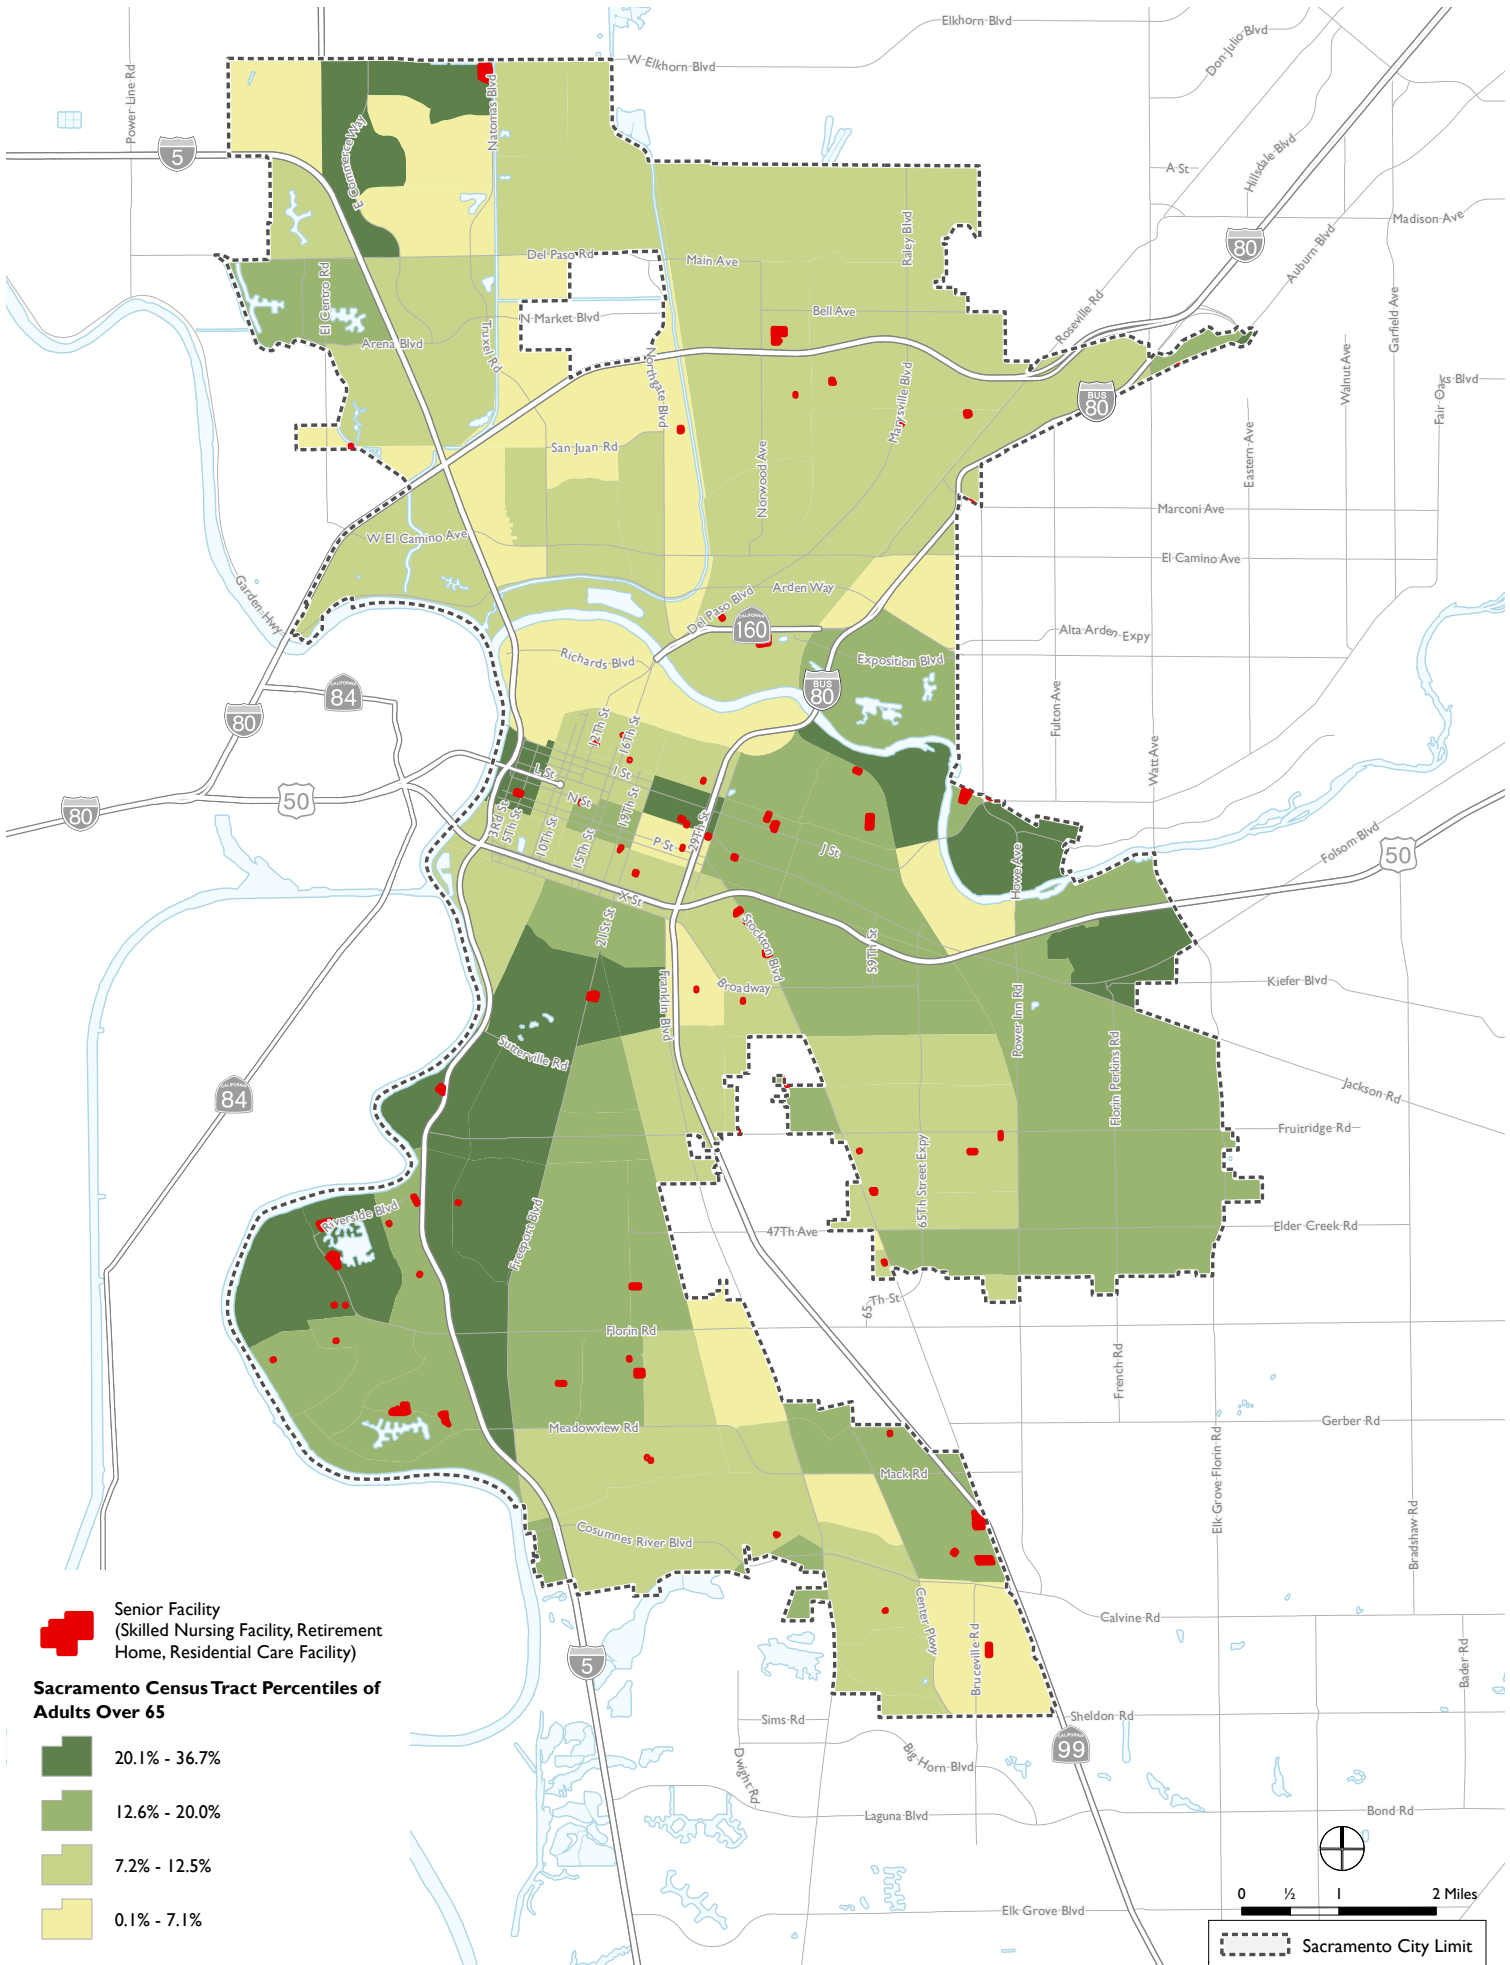 Elkhorn Blvd
Don Julio Blvd
W Elkhorn Blvd
Power Line Rd
Natomas Blvd
E Commerce Way
5
A St
Hillsdale Blvd
Madison Ave
Raley Blvd
80
Auburn Blvd
Del Paso Rd
Main Ave
El Centro Rd
Roseville Rd
Garfield Ave
Bell Ave
N Market Blvd
Arena Blvd
Truxel Rd
Northgate Blvd
Walnut Ave
Fair Oaks Blvd
BUS
80
Marysville Blvd
San Juan Rd
Norwood Ave
Eastern Ave
Marconi Ave
W El Camino Ave
El Camino Ave
Garden Hwy
Arden Way
Del Paso Blvd
CALIFORNIA
160
Alta Arden Expy
Richards Blvd
Exposition Blvd
CALIFORNIA
84
BUS
80
80
Fulton Ave
Watt Ave
12Th St
16Th St
L St
I St
50
80
N St
19Th St
3Rd St
5Th St
10Th St
15Th St
P St
29Th St
J St
Folsom Blvd
50
Howe Ave
X St
21St St
Stockton Blvd
59Th St
Franklin Blvd
Broadway
Kiefer Blvd
Power Inn Rd
Sutterville Rd
Florin Perkins Rd
Jackson Rd
CALIFORNIA
84
Fruitridge Rd
65Th Street Expy
Riverside Blvd
Freeport Blvd
47Th Ave
Elder Creek Rd
65Th St
Florin Rd
French Rd
Meadowview Rd
Gerber Rd
Mack Rd
Elk Grove Florin Rd
Bradshaw Rd
Cosumnes River Blvd
Center Pkwy
Bruceville Rd
Calvine Rd
Bader Rd
5
Sims Rd
Sheldon Rd
CALIFORNIA
99
Dwight Rd
Big Horn Blvd
Laguna Blvd
Bond Rd
Elk Grove Blvd
Senior Facility
(Skilled Nursing Facility, Retirement
Home, Residential Care Facility)
Sacramento Census Tract Percentiles of
Adults Over 65
20.1% - 36.7%
12.6% - 20.0%
7.2% - 12.5%
0.1% - 7.1%
0 ½ 1 2 Miles
Sacramento City Limit